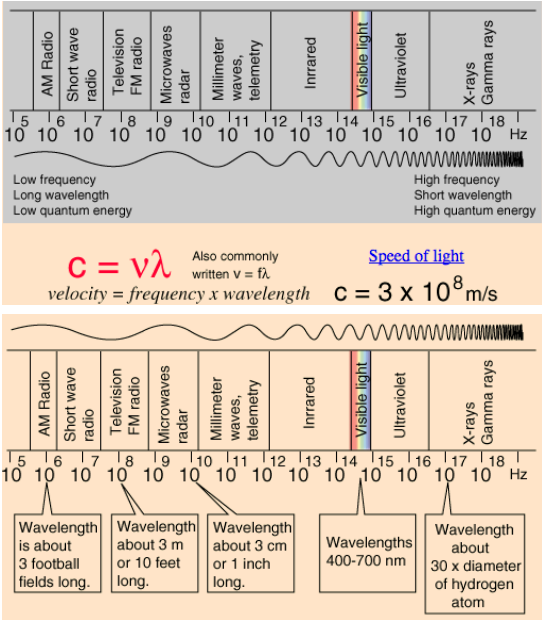 AM Radio
Short wave
radio
Television
FM radio
Microwaves
radar
Millimeter
waves,
telemetry
Inrrared
Visible light
Ultraviolet
X-rays
Gamma rays
10^5 10^6 10^7 10^8 10^9 10^10 10^11 10^12 10^13 10^14 10^15 10^16 10^17 10^18 Hz
Low frequency
Long wavelength
Low quantum energy
High frequency
Short wavelength
High quantum energy
c = νλ
Also commonly
written v = fλ
velocity = frequency x wavelength
Speed of light
c = 3 x 10^8 m/s
AM Radio
Short wave
radio
Television
FM radio
Microwaves
radar
Millimeter
waves,
telemetry
Inrrared
Visible light
Ultraviolet
X-rays
Gamma rays
10^5 10^6 10^7 10^8 10^9 10^10 10^11 10^12 10^13 10^14 10^15 10^16 10^17 10^18 Hz
Wavelength
is about
3 football
fields long.
Wavelength
about 3 m
or 10 feet
long.
Wavelength
about 3 cm
or 1 inch
long.
Wavelengths
400-700 nm
Wavelength
about
30 x diameter
of hydrogen
atom